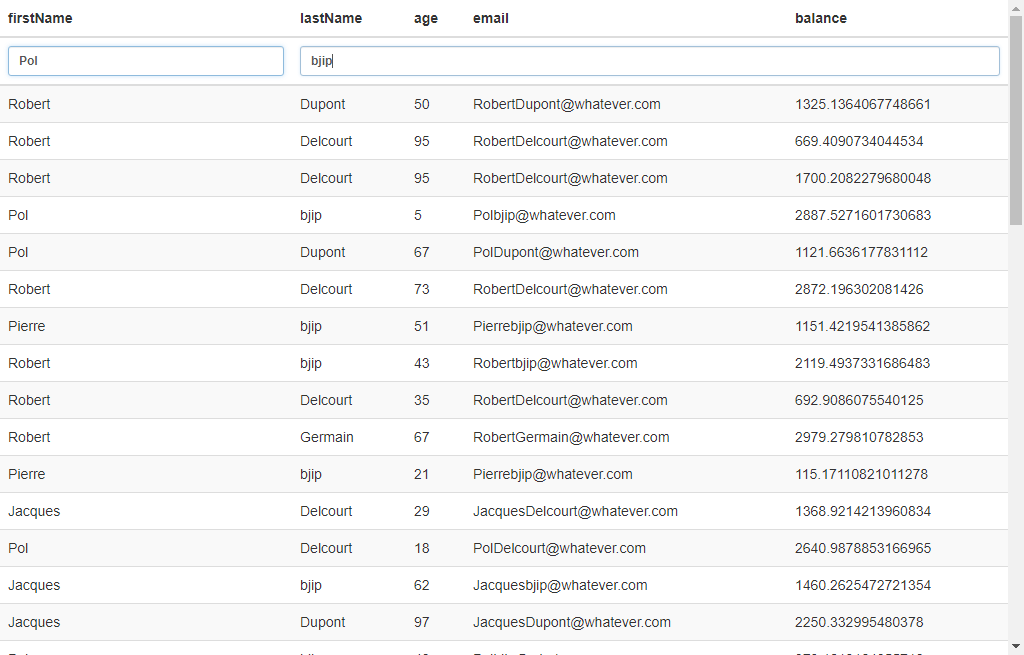 firstName lastName age email balance
Pol bjip
Robert Dupont 50 RobertDupont@whatever.com 1325.1364067748661
Robert Delcourt 95 RobertDelcourt@whatever.com 669.4090734044534
Robert Delcourt 95 RobertDelcourt@whatever.com 1700.2082279680048
Pol bjip 5 Polbjip@whatever.com 2887.5271601730683
Pol Dupont 67 PolDupont@whatever.com 1121.6636177831112
Robert Delcourt 73 RobertDelcourt@whatever.com 2872.196302081426
Pierre bjip 51 Pierrebjip@whatever.com 1151.4219541385862
Robert bjip 43 Robertbjip@whatever.com 2119.4937331686483
Robert Delcourt 35 RobertDelcourt@whatever.com 692.9086075540125
Robert Germain 67 RobertGermain@whatever.com 2979.279810782853
Pierre bjip 21 Pierrebjip@whatever.com 115.17110821011278
Jacques Delcourt 29 JacquesDelcourt@whatever.com 1368.9214213960834
Pol Delcourt 18 PolDelcourt@whatever.com 2640.9878853166965
Jacques bjip 62 Jacquesbjip@whatever.com 1460.2625472721354
Jacques Dupont 97 JacquesDupont@whatever.com 2250.332995480378